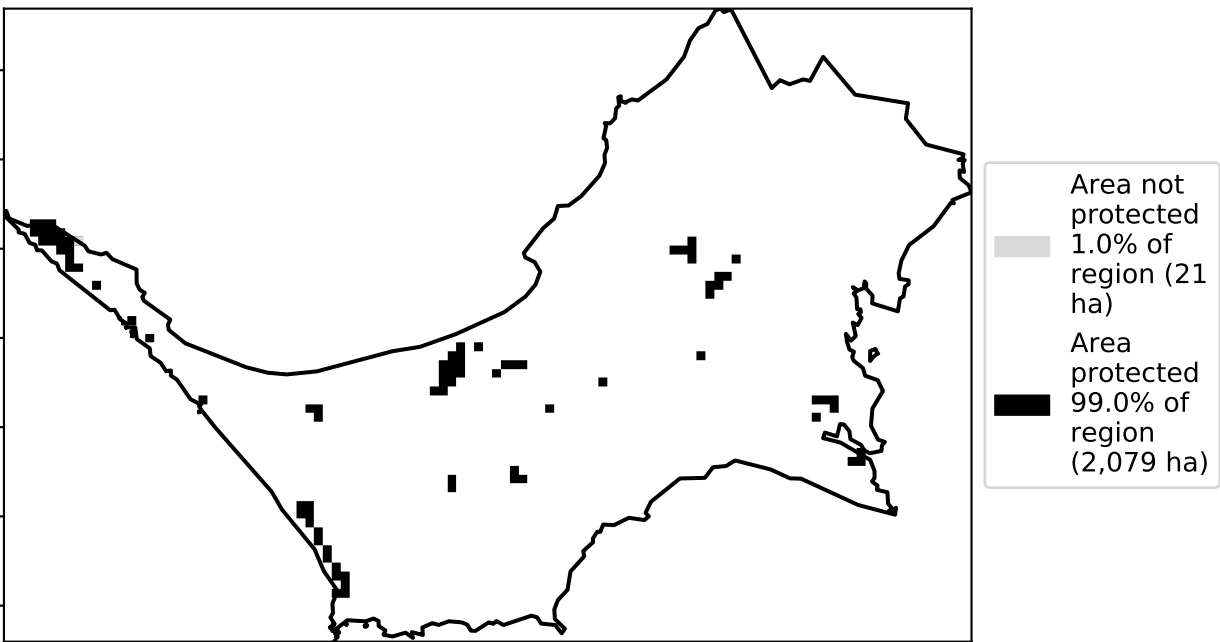 Area not
protected
1.0% of
region (21
ha)
Area
protected
99.0% of
region
(2,079 ha)